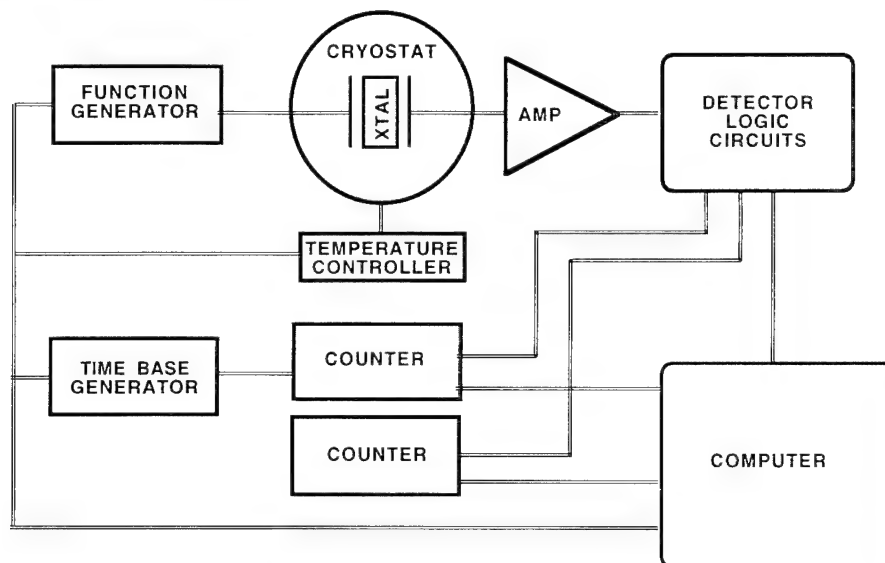 CRYOSTAT
FUNCTION
GENERATOR
XTAL
AMP
DETECTOR
LOGIC
CIRCUITS
TEMPERATURE
CONTROLLER
TIME BASE
GENERATOR
COUNTER
COUNTER
COMPUTER